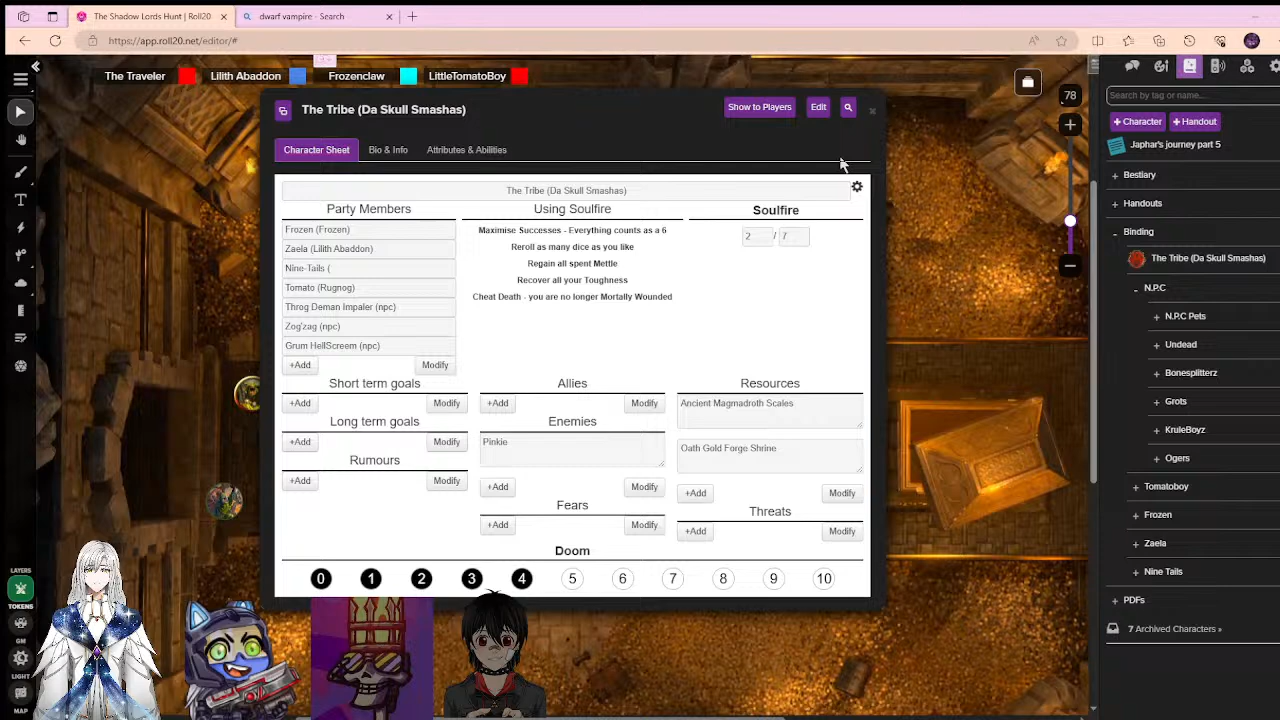 The Shadow Lords Hunt | Roll20
dwarf vampire - Search
https://app.roll20.net/editor/#
The Traveler
Lilith Abaddon
Frozenclaw
LittleTomatoBoy
78
The Tribe (Da Skull Smashas)
Show to Players
Edit
Character Sheet
Bio & Info
Attributes & Abilities
The Tribe (Da Skull Smashas)
Party Members
Frozen (Frozen)
Zaela (Lilith Abaddon)
Nine-Tails (
Tomato (Rugnog)
Throg Deman Impaler (npc)
Zog'zag (npc)
Grum HellScreem (npc)
+Add
Modify
Using Soulfire
Maximise Successes - Everything counts as a 6
Reroll as many dice as you like
Regain all spent Mettle
Recover all your Toughness
Cheat Death - you are no longer Mortally Wounded
Soulfire
2 / 7
Short term goals
+Add
Modify
Long term goals
+Add
Modify
Rumours
+Add
Modify
Allies
+Add
Modify
Enemies
Pinkie
+Add
Modify
Fears
+Add
Modify
Resources
Ancient Magmadroth Scales
Oath Gold Forge Shrine
+Add
Modify
Threats
+Add
Modify
Doom
0 1 2 3 4 5 6 7 8 9 10
LAYERS
TOKENS
GM
LIGHT
MAP
Search by tag or name....
+ Character
+ Handout
Japhar's journey part 5
+ Bestiary
+ Handouts
- Binding
The Tribe (Da Skull Smashas)
- N.P.C
+ N.P.C Pets
+ Undead
+ Bonesplitterz
+ Grots
+ KruleBoyz
+ Ogers
+ Tomatoboy
+ Frozen
+ Zaela
+ Nine Tails
+ PDFs
7 Archived Characters »